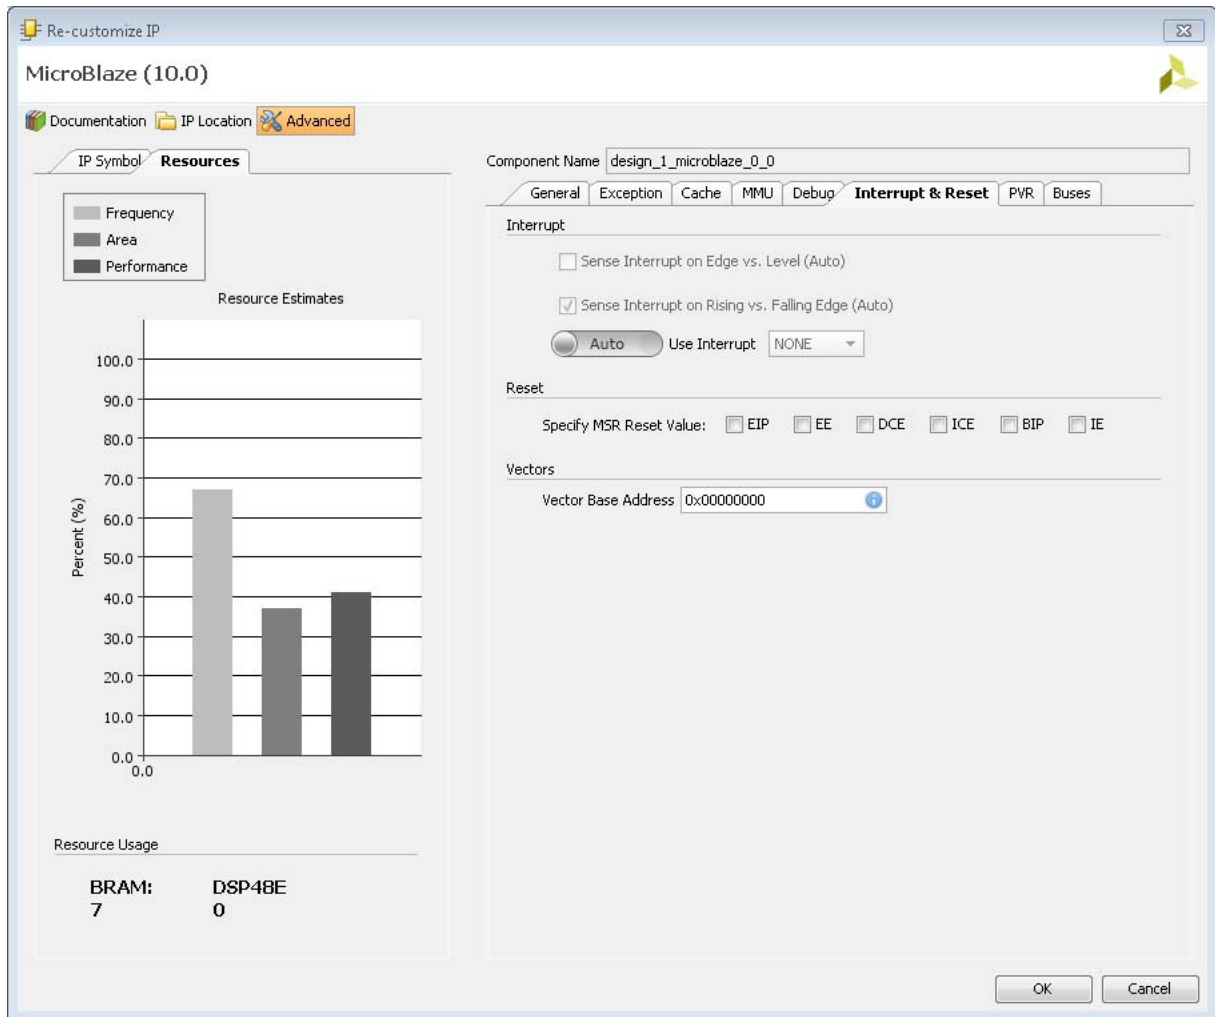 Re-customize IP
MicroBlaze (10.0)
Documentation IP Location Advanced
IP Symbol Resources
Frequency
Area
Performance
Resource Estimates
Percent (%)
100.0
90.0
80.0
70.0
60.0
50.0
40.0
30.0
20.0
10.0
0.0
0.0
Resource Usage
BRAM: DSP48E
7 0
Component Name design_1_microblaze_0_0
General Exception Cache MMU Debug Interrupt & Reset PVR Buses
Interrupt
Sense Interrupt on Edge vs. Level (Auto)
Sense Interrupt on Rising vs. Falling Edge (Auto)
Auto Use Interrupt NONE
Reset
Specify MSR Reset Value: EIP EE DCE ICE BIP IE
Vectors
Vector Base Address 0x00000000
OK Cancel